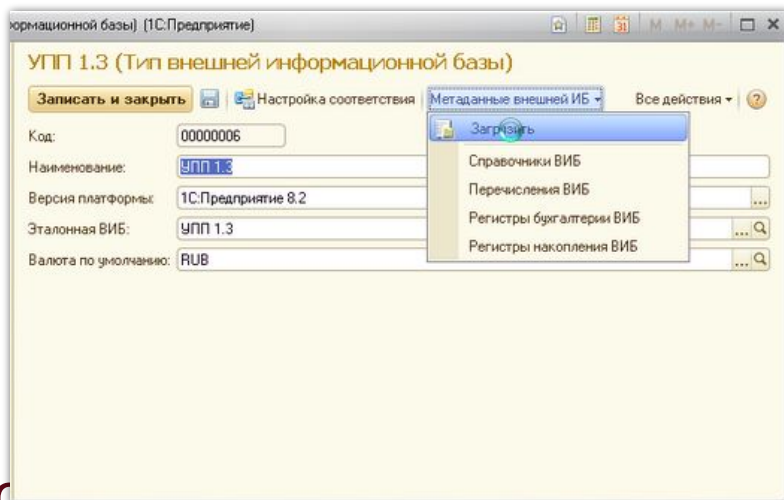 ормационной базы) (1С:Предприятие) 31 M M+ M-
УПП 1.3 (Тип внешней информационной базы)
Записать и закрыть Настройка соответствия Метаданные внешней ИБ Все действия ?
Загрузить
Код: 00000006
Справочники ВИБ
Наименование: УПП 1.3
Перечисления ВИБ
Версия платформы: 1С:Предприятие 8.2 ...
Регистры бухгалтерии ВИБ
Эталонная ВИБ: УПП 1.3 ...
Регистры накопления ВИБ
Валюта по умолчанию: RUB ...